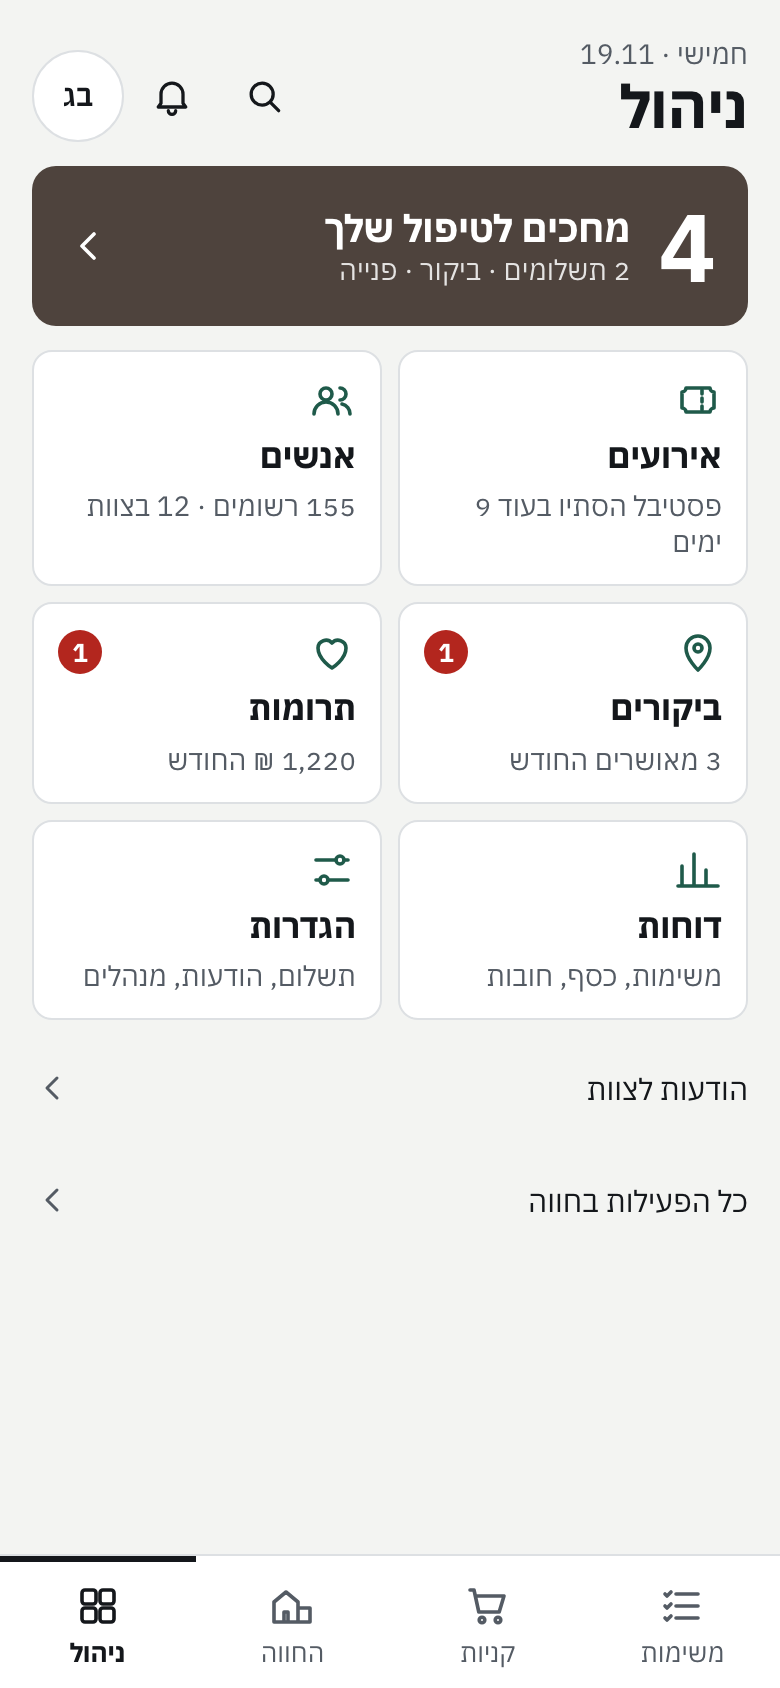 חמישי · 19.11
ניהול
בג
4
מחכים לטיפול שלך
2 תשלומים · ביקור · פנייה
אירועים
פסטיבל הסתיו בעוד 9
ימים
אנשים
155 רשומים · 12 בצוות
1
ביקורים
3 מאושרים החודש
1
תרומות
1,220 ₪ החודש
דוחות
משימות, כסף, חובות
הגדרות
תשלום, הודעות, מנהלים
הודעות לצוות
כל הפעילות בחווה
משימות
קניות
החווה
ניהול